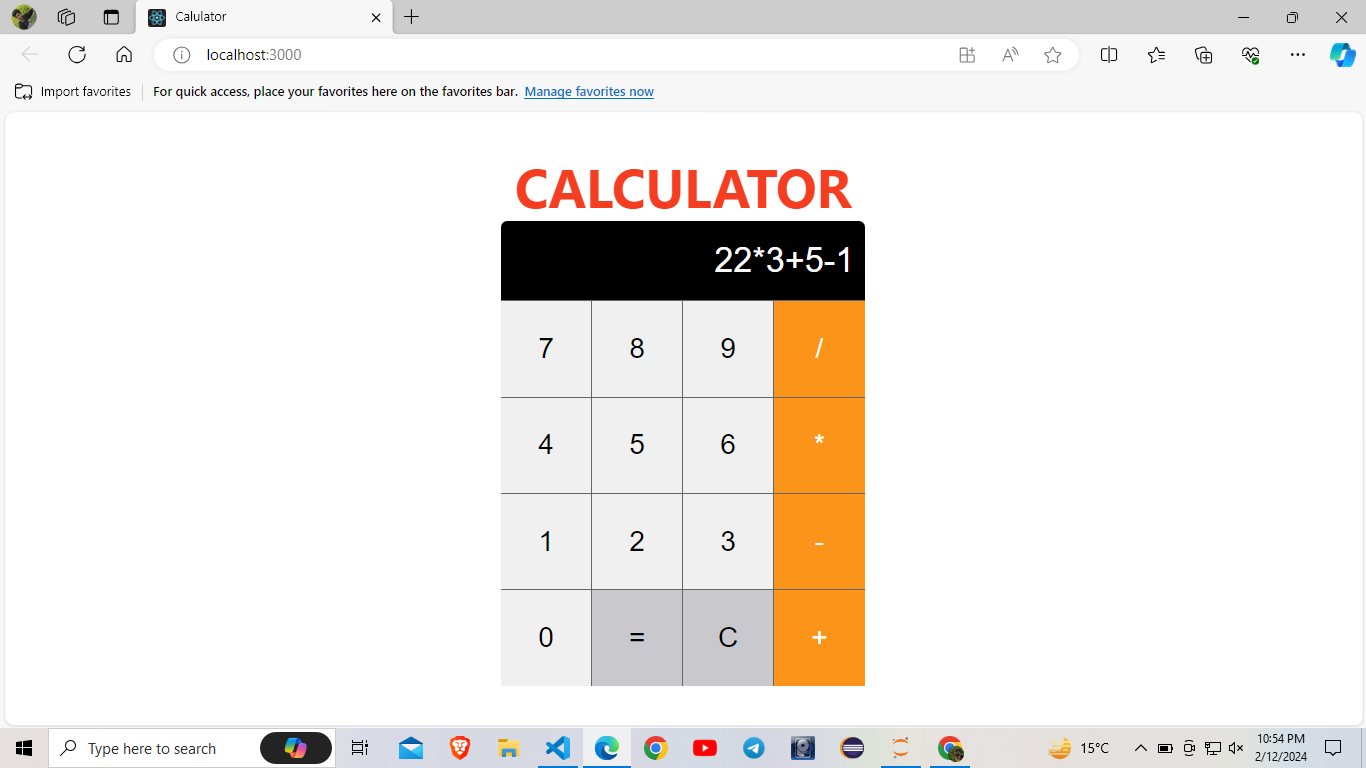 Calulator
localhost:3000
Import favorites
For quick access, place your favorites here on the favorites bar. Manage favorites now
CALCULATOR
22*3+5-1
7 8 9 /
4 5 6 *
1 2 3 -
0 = C +
Type here to search
15°C
10:54 PM
2/12/2024